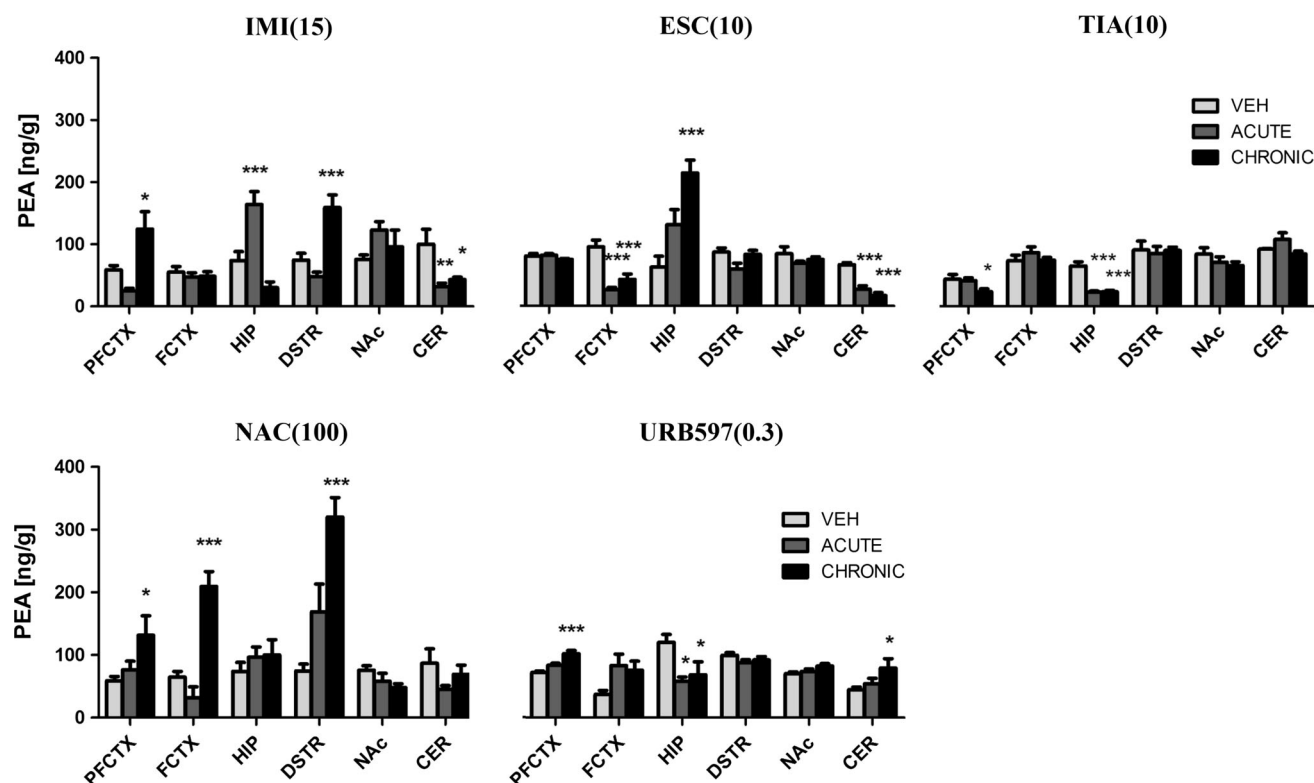 IMI(15)
ESC(10)
TIA(10)
PEA [ng/g]
400
300
200
100
0
*
***
***
**
*
***
***
***
***
***
*
***
***
VEH
ACUTE
CHRONIC
PFCTX
FCTX
HIP
DSTR
NAc
CER
PFCTX
FCTX
HIP
DSTR
NAc
CER
PFCTX
FCTX
HIP
DSTR
NAc
CER
NAC(100)
URB597(0.3)
PEA [ng/g]
400
300
200
100
0
*
***
***
***
*
*
*
VEH
ACUTE
CHRONIC
PFCTX
FCTX
HIP
DSTR
NAc
CER
PFCTX
FCTX
HIP
DSTR
NAc
CER